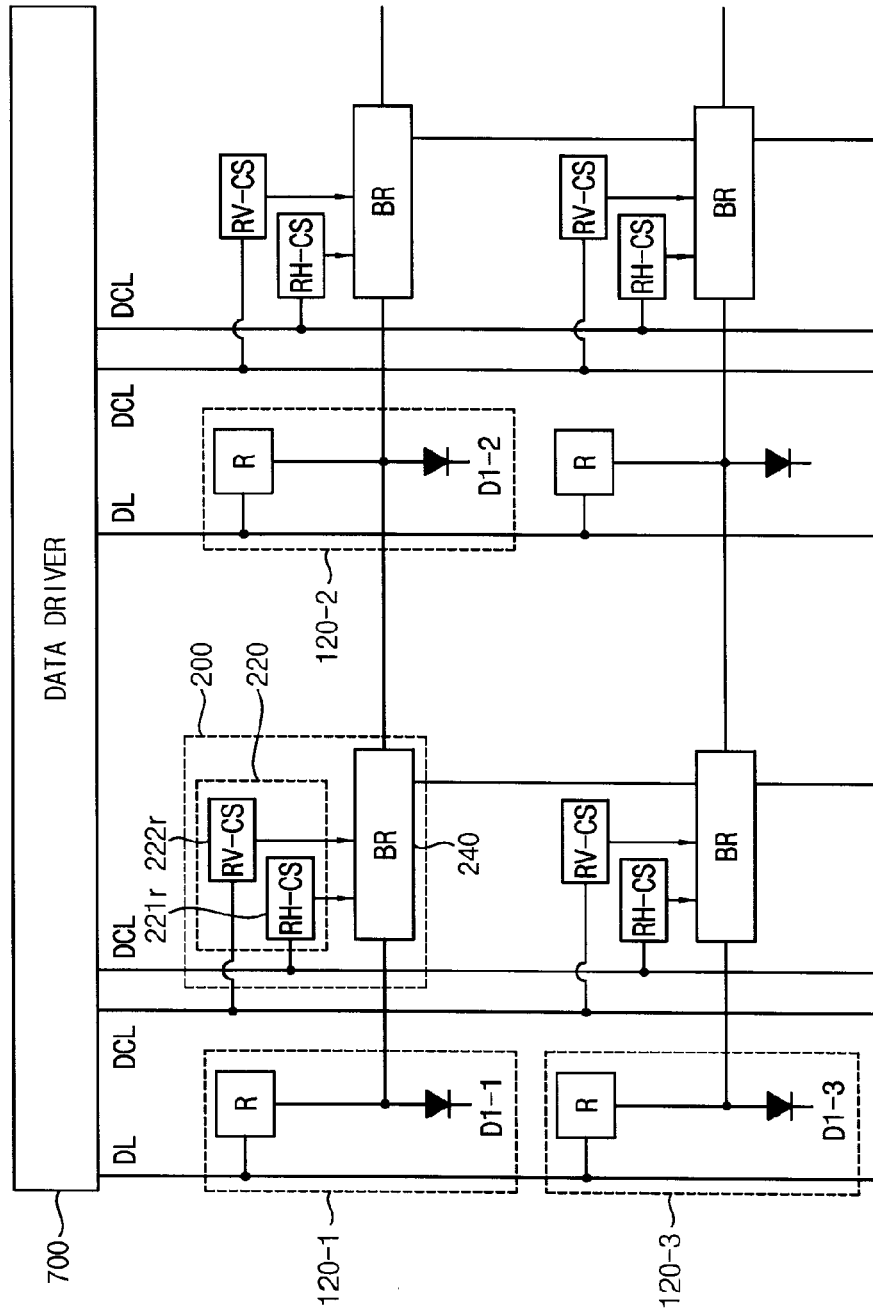 DATA DRIVER
700
DL
DCL
DCL
DL
DCL
DCL
200
220
222r
221r
RV-CS
RH-CS
RV-CS
RH-CS
R
BR
R
BR
240
D1-1
D1-2
120-1
120-2
RV-CS
RH-CS
RV-CS
RH-CS
R
BR
R
BR
D1-3
120-3